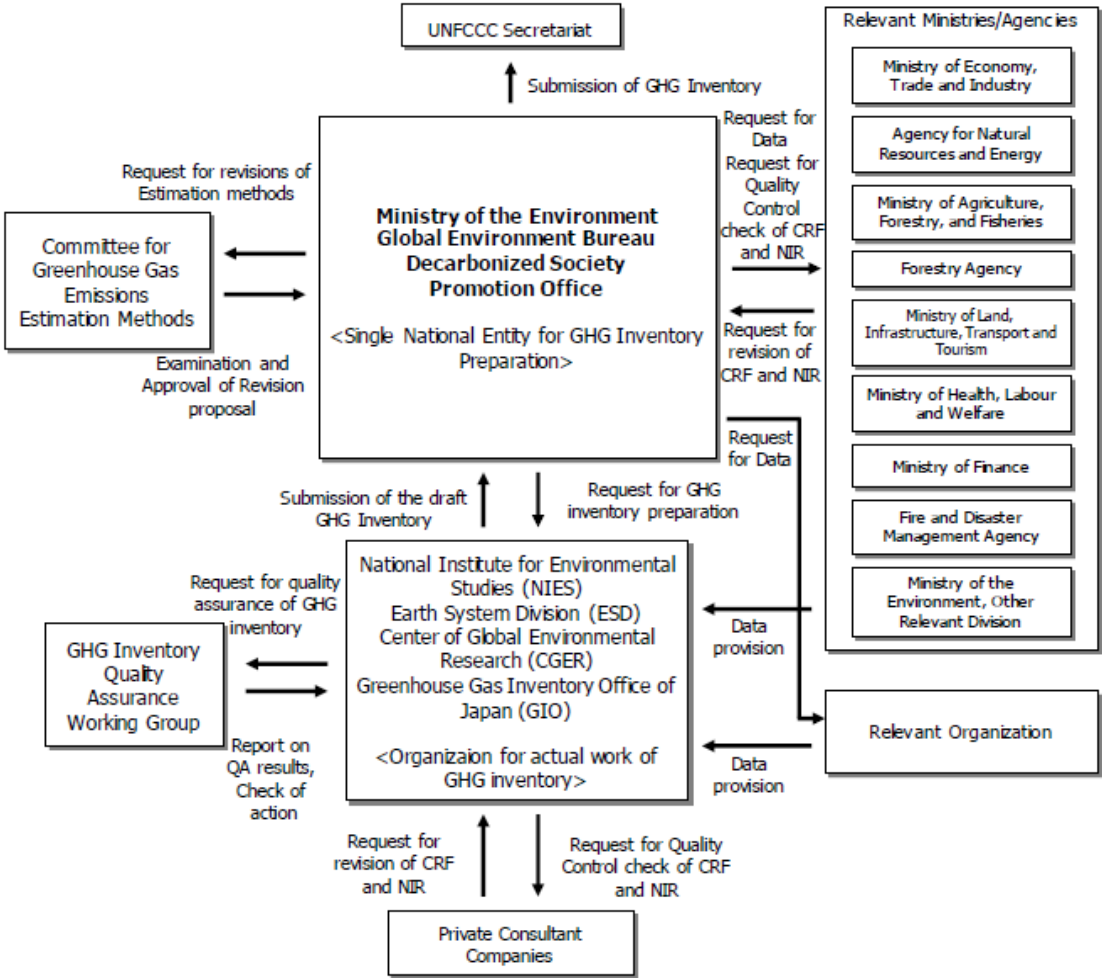 UNFCCC Secretariat
Submission of GHG Inventory
Request for revisions of
Estimation methods
Committee for
Greenhouse Gas
Emissions
Estimation Methods
Examination and
Approval of Revision
proposal
Ministry of the Environment
Global Environment Bureau
Decarbonized Society
Promotion Office
<Single National Entity for GHG Inventory
Preparation>
Request for
Data
Request for
Quality
Control
check of CRF
and NIR
Request for
revision of
CRF and NIR
Request
for Data
Relevant Ministries/Agencies
Ministry of Economy,
Trade and Industry
Agency for Natural
Resources and Energy
Ministry of Agriculture,
Forestry, and Fisheries
Forestry Agency
Ministry of Land,
Infrastructure, Transport and
Tourism
Ministry of Health, Labour
and Welfare
Ministry of Finance
Fire and Disaster
Management Agency
Ministry of the
Environment, Other
Relevant Division
Submission of the draft
GHG Inventory
Request for GHG
inventory preparation
Request for quality
assurance of GHG
inventory
GHG Inventory
Quality
Assurance
Working Group
Report on
QA results,
Check of
action
National Institute for Environmental
Studies (NIES)
Earth System Division (ESD)
Center of Global Environmental
Research (CGER)
Greenhouse Gas Inventory Office of
Japan (GIO)
<Organizaion for actual work of
GHG inventory>
Data
provision
Relevant Organization
Data
provision
Request for
revision of CRF
and NIR
Request for Quality
Control check of CRF
and NIR
Private Consultant
Companies